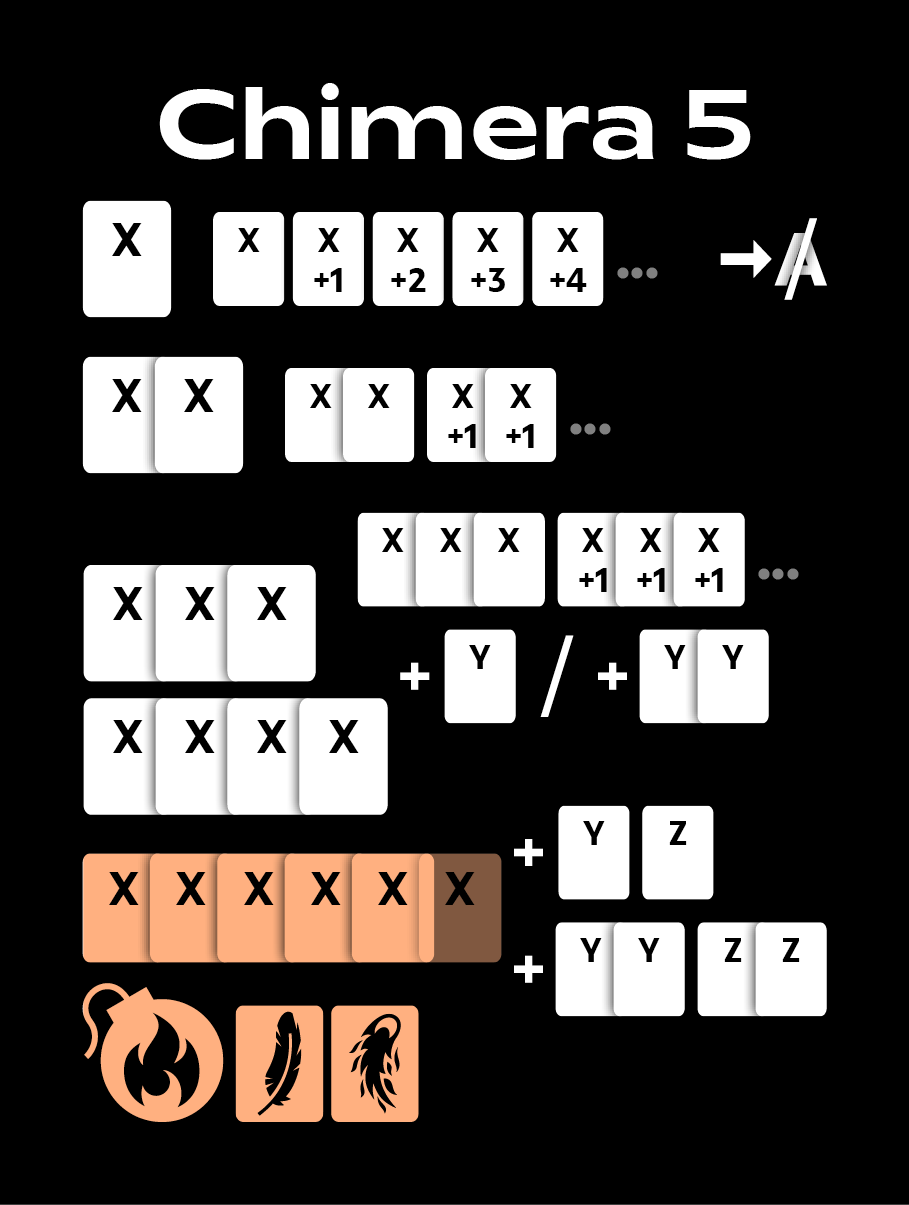 Chimera 5
X X X +1 X +2 X +3 X +4 ... → A
X X X X X +1 X +1 ...
X X X X +1 X +1 X +1 ...
X X X
+ Y / + Y Y
X X X X
+ Y Z
X X X X X X
+ Y Y Z Z